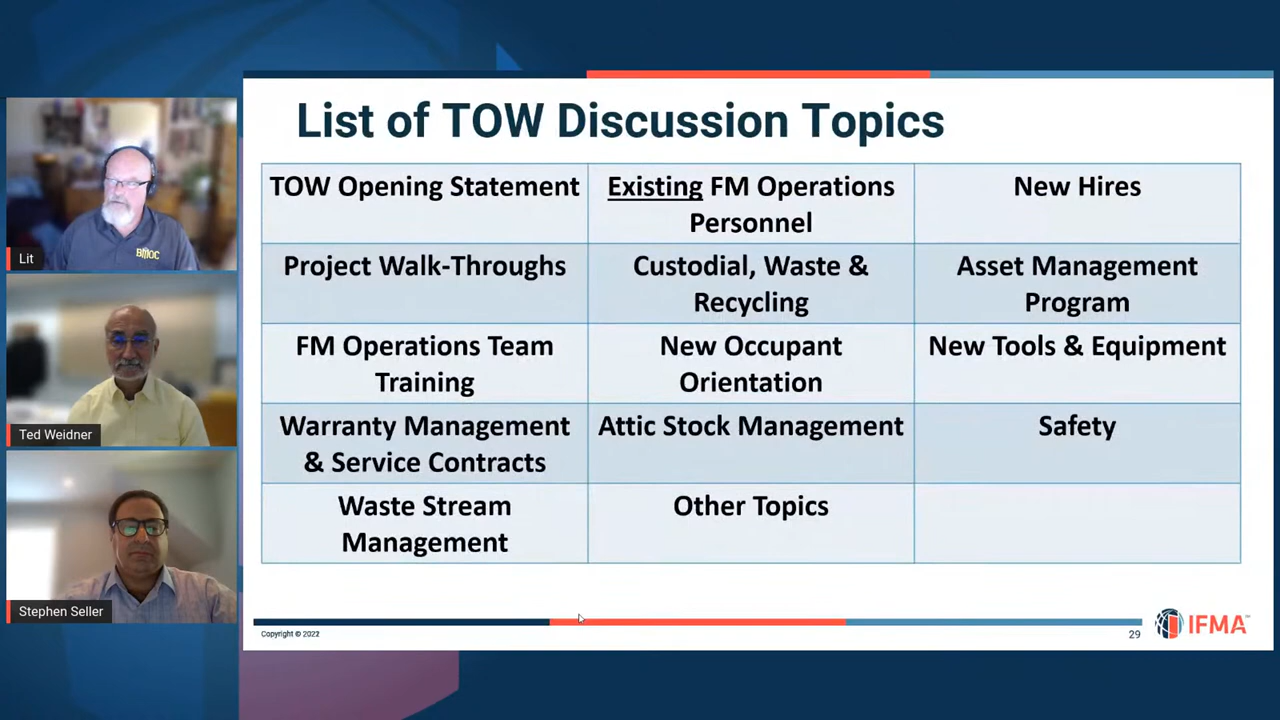 List of TOW Discussion Topics
TOW Opening Statement
Existing FM Operations
Personnel
New Hires
Project Walk-Throughs
Custodial, Waste &
Recycling
Asset Management
Program
FM Operations Team
Training
New Occupant
Orientation
New Tools & Equipment
Warranty Management
& Service Contracts
Attic Stock Management
Safety
Waste Stream
Management
Other Topics
Lit
Ted Weidner
Stephen Seller
Copyright © 2022
29
IFMA™